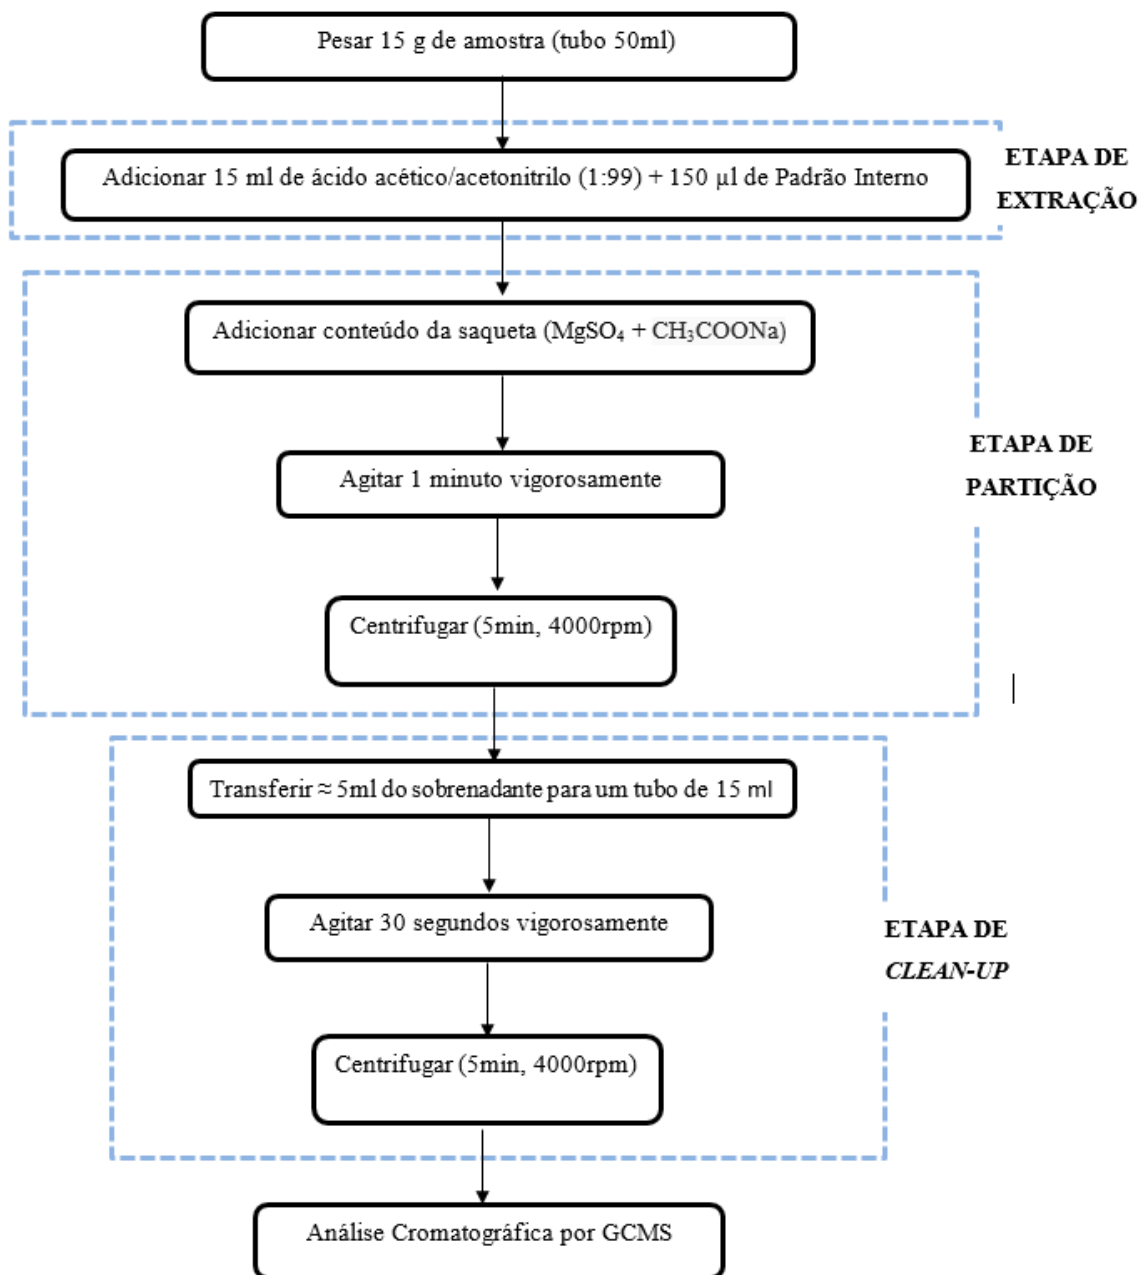 Pesar 15 g de amostra (tubo 50ml)
Adicionar 15 ml de ácido acético/acetonitrilo (1:99) + 150 µl de Padrão Interno
ETAPA DE
EXTRAÇÃO
Adicionar conteúdo da saqueta (MgSO₄ + CH₃COONa)
Agitar 1 minuto vigorosamente
Centrifugar (5min, 4000rpm)
ETAPA DE
PARTIÇÃO
Transferir ≈ 5ml do sobrenadante para um tubo de 15 ml
Agitar 30 segundos vigorosamente
Centrifugar (5min, 4000rpm)
ETAPA DE
CLEAN-UP
Análise Cromatográfica por GCMS